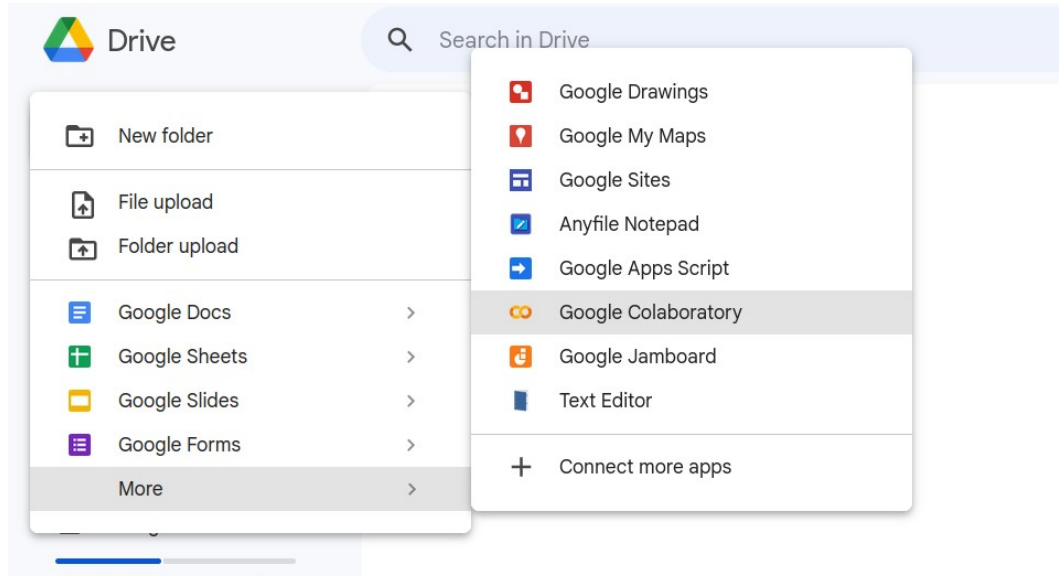 Drive
Search in Drive
New folder
File upload
Folder upload
Google Docs
Google Sheets
Google Slides
Google Forms
More
Google Drawings
Google My Maps
Google Sites
Anyfile Notepad
Google Apps Script
Google Colaboratory
Google Jamboard
Text Editor
Connect more apps